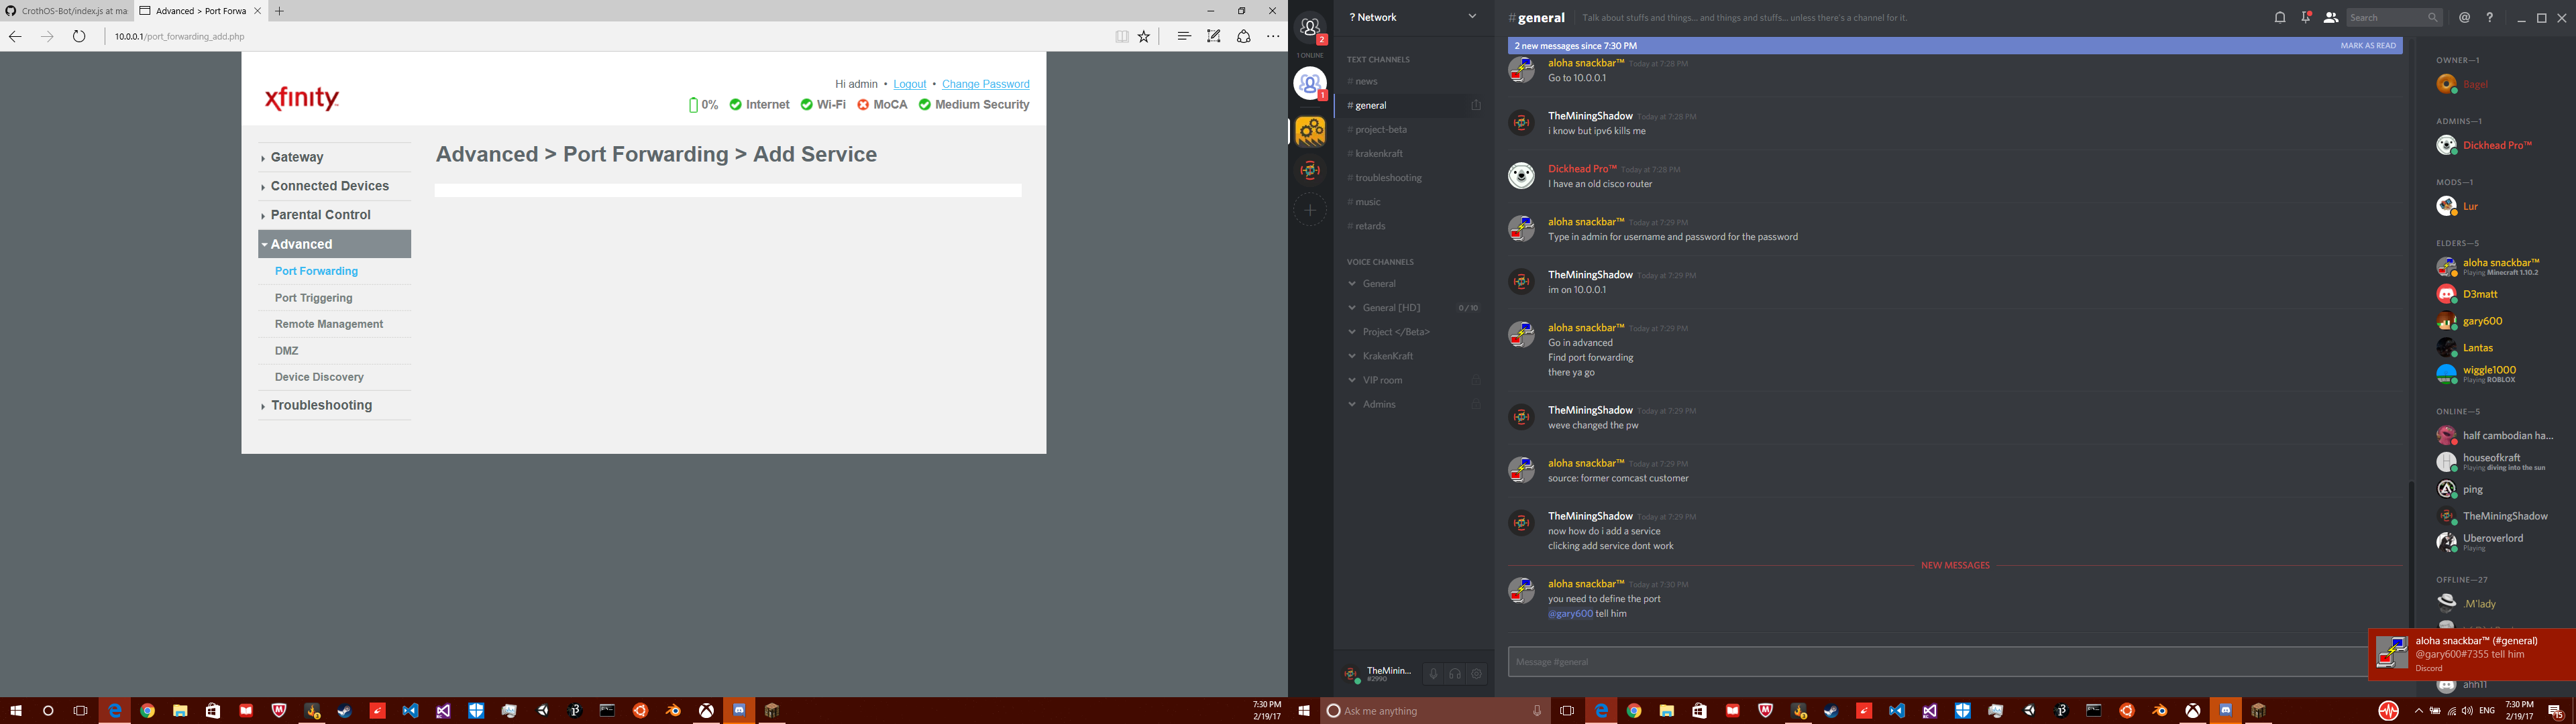 CrothOS-Bot/index.js at ma
Advanced > Port Forwa
10.0.0.1/port_forwarding_add.php
xfinity
Hi admin • Logout • Change Password
0% Internet Wi-Fi MoCA Medium Security
Gateway
Connected Devices
Parental Control
Advanced
Port Forwarding
Port Triggering
Remote Management
DMZ
Device Discovery
Troubleshooting
Advanced > Port Forwarding > Add Service
7:30 PM
2/19/17
2
1 ONLINE
1
? Network
TEXT CHANNELS
# news
# general
# project-beta
# krakenkraft
# troubleshooting
# music
# retards
VOICE CHANNELS
General
General [HD] 0/10
Project </Beta>
KrakenKraft
VIP room
Admins
TheMinin...
#2990
# general
Talk about stuffs and things... and things and stuffs... unless there's a channel for it.
Search
2 new messages since 7:30 PM MARK AS READ
aloha snackbar™ Today at 7:28 PM
Go to 10.0.0.1
TheMiningShadow Today at 7:28 PM
i know but ipv6 kills me
Dickhead Pro™ Today at 7:28 PM
I have an old cisco router
aloha snackbar™ Today at 7:29 PM
Type in admin for username and password for the password
TheMiningShadow Today at 7:29 PM
im on 10.0.0.1
aloha snackbar™ Today at 7:29 PM
Go in advanced
Find port forwarding
there ya go
TheMiningShadow Today at 7:29 PM
weve changed the pw
aloha snackbar™ Today at 7:29 PM
source: former comcast customer
TheMiningShadow Today at 7:29 PM
now how do i add a service
clicking add service dont work
NEW MESSAGES
aloha snackbar™ Today at 7:30 PM
you need to define the port
@gary600 tell him
Message #general
OWNER—1
Bagel
ADMINS—1
Dickhead Pro™
MODS—1
Lur
ELDERS—5
aloha snackbar™
Playing Minecraft 1.10.2
D3matt
gary600
Lantas
wiggle1000
Playing ROBLOX
ONLINE—5
half cambodian ha...
houseofkraft
Playing diving into the sun
ping
TheMiningShadow
Uberoverlord
Playing
OFFLINE—27
.M'lady
aloha snackbar™ (#general)
@gary600#7355 tell him
Discord
ahh11
Ask me anything
ENG
7:30 PM
2/19/17
15